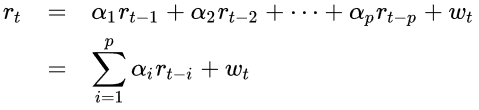 r_t = α_1 r_{t−1} + α_2 r_{t−2} + ⋯ + α_p r_{t−p} + w_t
= ∑_{i=1}^{p} α_i r_{t−i} + w_t